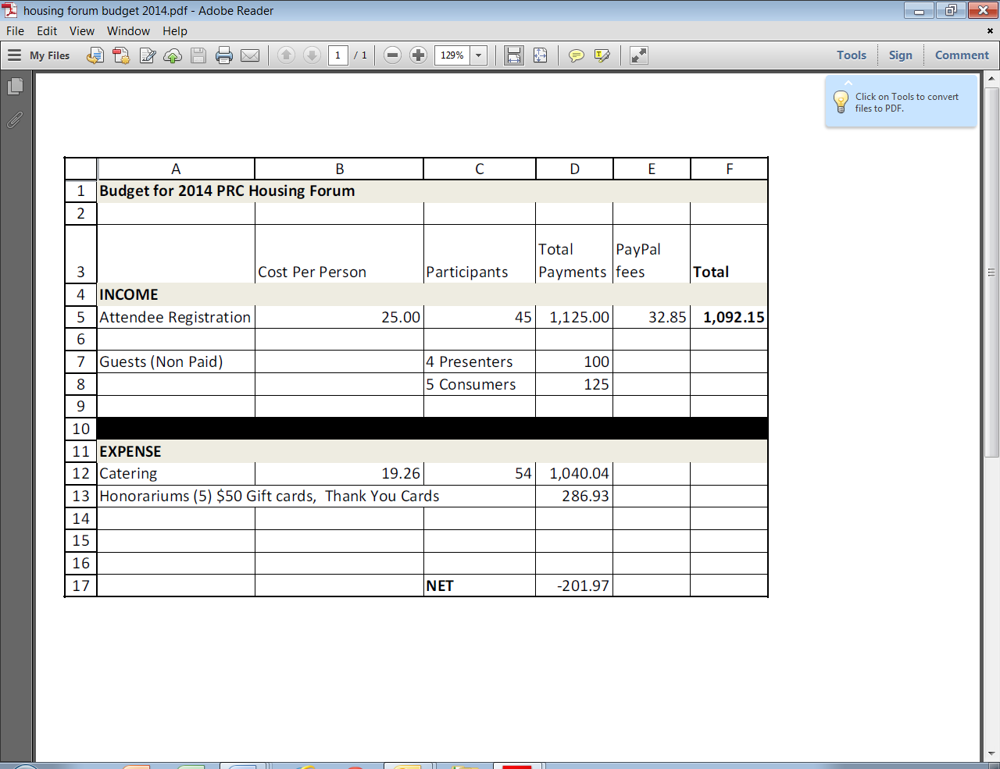 housing forum budget 2014.pdf - Adobe Reader
File Edit View Window Help
My Files 1 / 1 129% Tools Sign Comment
Click on Tools to convert
files to PDF.
A B C D E F
1 Budget for 2014 PRC Housing Forum
2
Total PayPal
3 Cost Per Person Participants Payments fees Total
4 INCOME
5 Attendee Registration 25.00 45 1,125.00 32.85 1,092.15
6
7 Guests (Non Paid) 4 Presenters 100
8 5 Consumers 125
9
10
11 EXPENSE
12 Catering 19.26 54 1,040.04
13 Honorariums (5) $50 Gift cards, Thank You Cards 286.93
14
15
16
17 NET -201.97